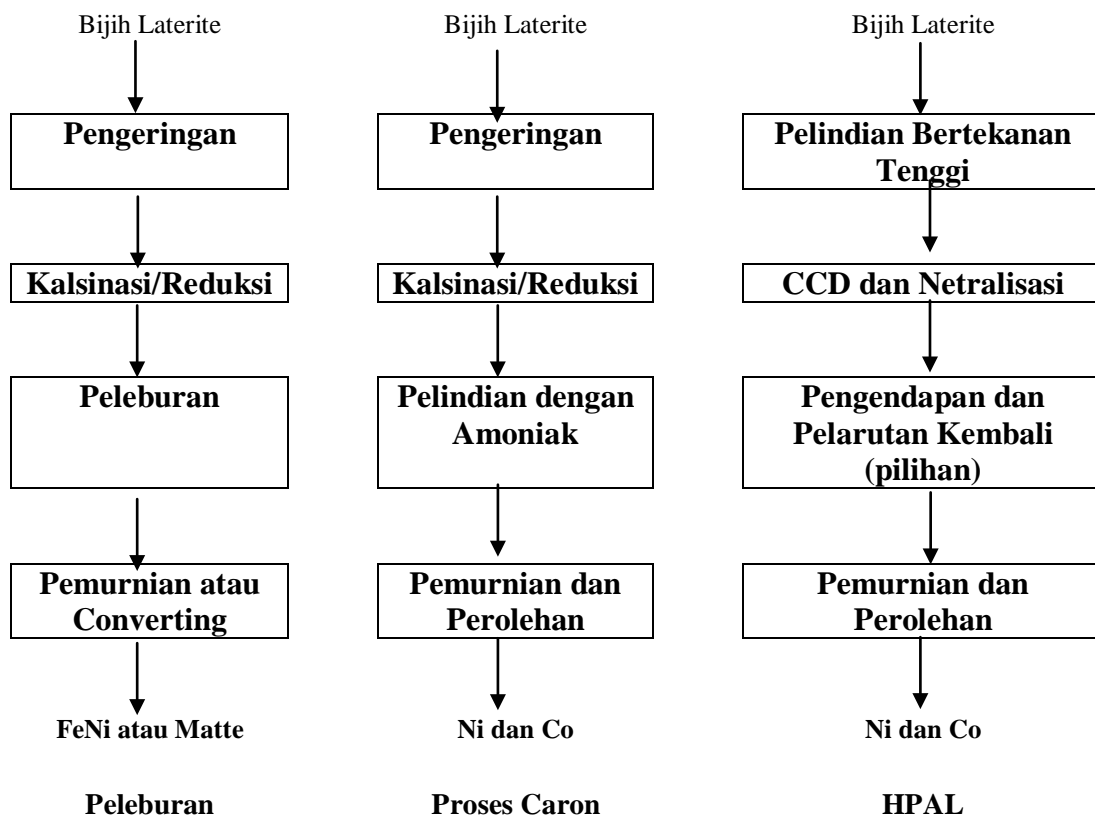 Bijih Laterite
Pengeringan
Kalsinasi/Reduksi
Peleburan
Pemurnian atau
Converting
FeNi atau Matte
Peleburan
Bijih Laterite
Pengeringan
Kalsinasi/Reduksi
Pelindian dengan
Amoniak
Pemurnian dan
Perolehan
Ni dan Co
Proses Caron
Bijih Laterite
Pelindian Bertekanan
Tenggi
CCD dan Netralisasi
Pengendapan dan
Pelarutan Kembali
(pilihan)
Pemurnian dan
Perolehan
Ni dan Co
HPAL